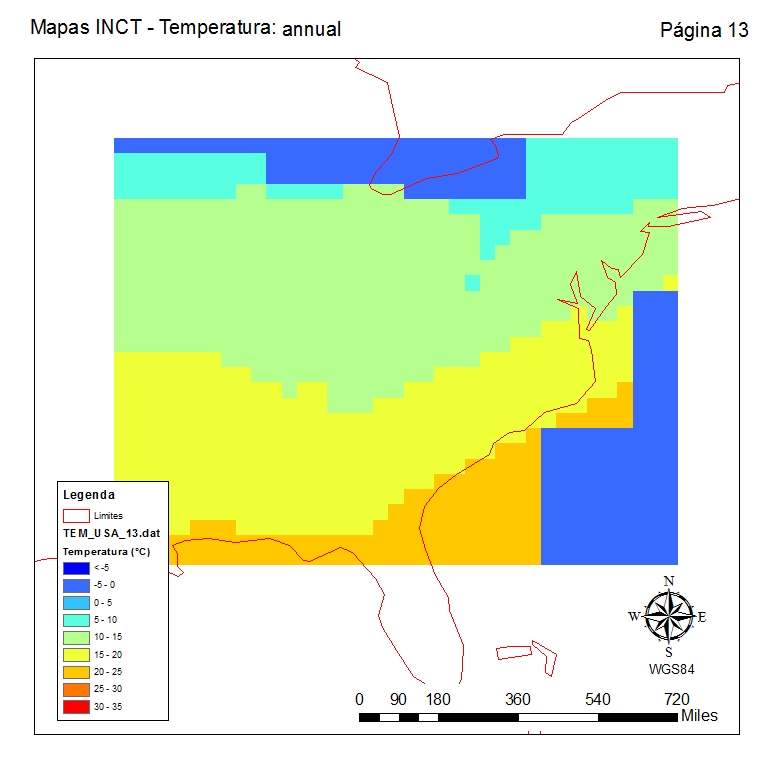 Mapas INCT - Temperatura: annual
Página 13
Legenda
Limites
TEM_USA_13.dat
Temperatura (°C)
< -5
-5 - 0
0 - 5
5 - 10
10 - 15
15 - 20
20 - 25
25 - 30
30 - 35
N
W E
S
WGS84
0 90 180 360 540 720
Miles